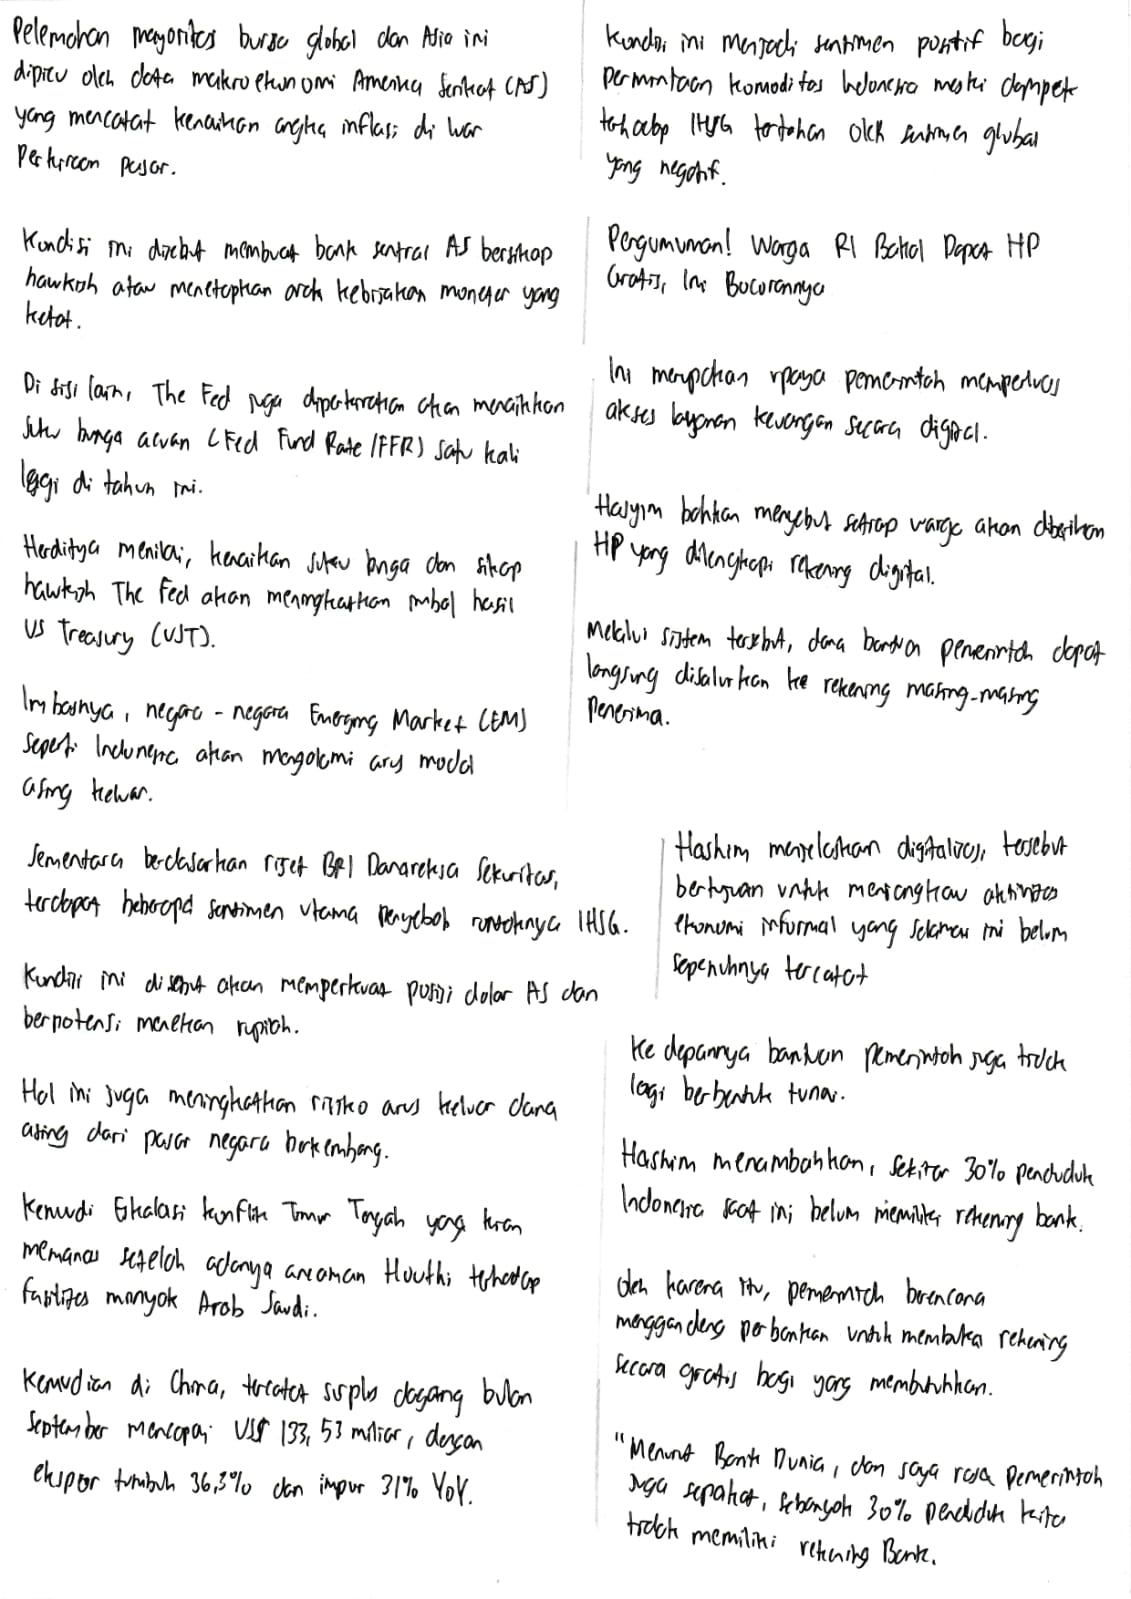 Pelemahan mayoritas bursa global dan Asia ini
dipicu oleh data makroekonomi Amerika Serikat (AS)
yang mencatat kenaikan angka inflasi di luar
Perkiraan pasar.
Kondisi ini disebut membuat bank sentral AS bersikap
hawkish atau menetapkan arah kebijakan moneter yang
ketat.
Di sisi lain, The Fed juga diperkirakan akan menaikkan
Suku bunga acuan (Fed Fund Rate/FFR) satu kali
lagi di tahun ini.
Herditya menilai, kenaikan suku bunga dan sikap
hawkish The Fed akan meningkatkan imbal hasil
US Treasury (UST).
Imbasnya, negara-negara Emerging Market (EM)
seperti Indonesia akan mengalami arus modal
asing keluar.
Sementara berdasarkan riset BRI Danareksa Sekuritas,
terdapat beberapa sentimen utama penyebab runtuhnya IHSG.
Kondisi ini disebut akan memperkuat posisi dolar AS dan
berpotensi menekan rupiah.
Hal ini juga meningkatkan risiko arus keluar dana
asing dari pasar negara berkembang.
Kemudi Eskalasi konflik Timur Tengah yang kian
memanas setelah adanya ancaman Houthi terhadap
fasilitas minyak Arab Saudi.
Kemudian di China, tercatat surplus dagang bulan
September mencapai US$ 133,53 miliar, dengan
ekspor tumbuh 36,3% dan impor 31% YoY.
Kondisi ini menjadi sentimen positif bagi
permintaan komoditas Indonesia meski dampak
terhadap IHSG tertahan oleh sentimen global
yang negatif.
Pergumuman! Warga RI Bakal Dapat HP
Gratis, Ini Bocorannya
Ini merupakan upaya pemerintah memperluas
akses layanan keuangan secara digital.
Hasyim bahkan menyebut setiap warga akan diberikan
HP yang dilengkapi rekening digital.
Melalui sistem tersebut, dana bantuan pemerintah dapat
langsung disalurkan ke rekening masing-masing
Penerima.
Hashim menjelaskan digitalisasi tersebut
bertujuan untuk menjangkau aktivitas
ekonomi informal yang selama ini belum
sepenuhnya tercatat
Ke depannya bantuan pemerintah juga tidak
lagi berbentuk tunai.
Hashim menambahkan, sekitar 30% penduduk
Indonesia saat ini belum memiliki rekening bank.
Oleh karena itu, pemerintah berencana
menggandeng perbankan untuk membuka rekening
secara gratis bagi yang membutuhkan.
"Menurut Bank Dunia, dan saya rasa Pemerintah
Juga sepakat, sebanyak 30% penduduk kita
tidak memiliki rekening Bank.